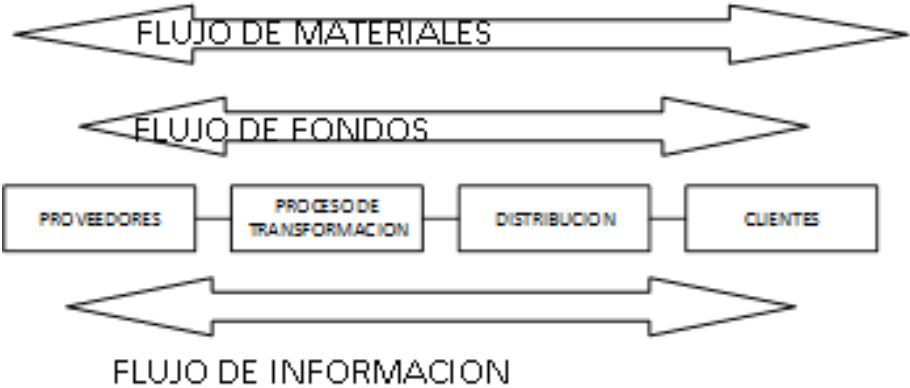 FLUJO DE MATERIALES
FLUJO DE FONDOS
PROVEEDORES
PROCESO DE
TRANSFORMACION
DISTRIBUCION
CLIENTES
FLUJO DE INFORMACION